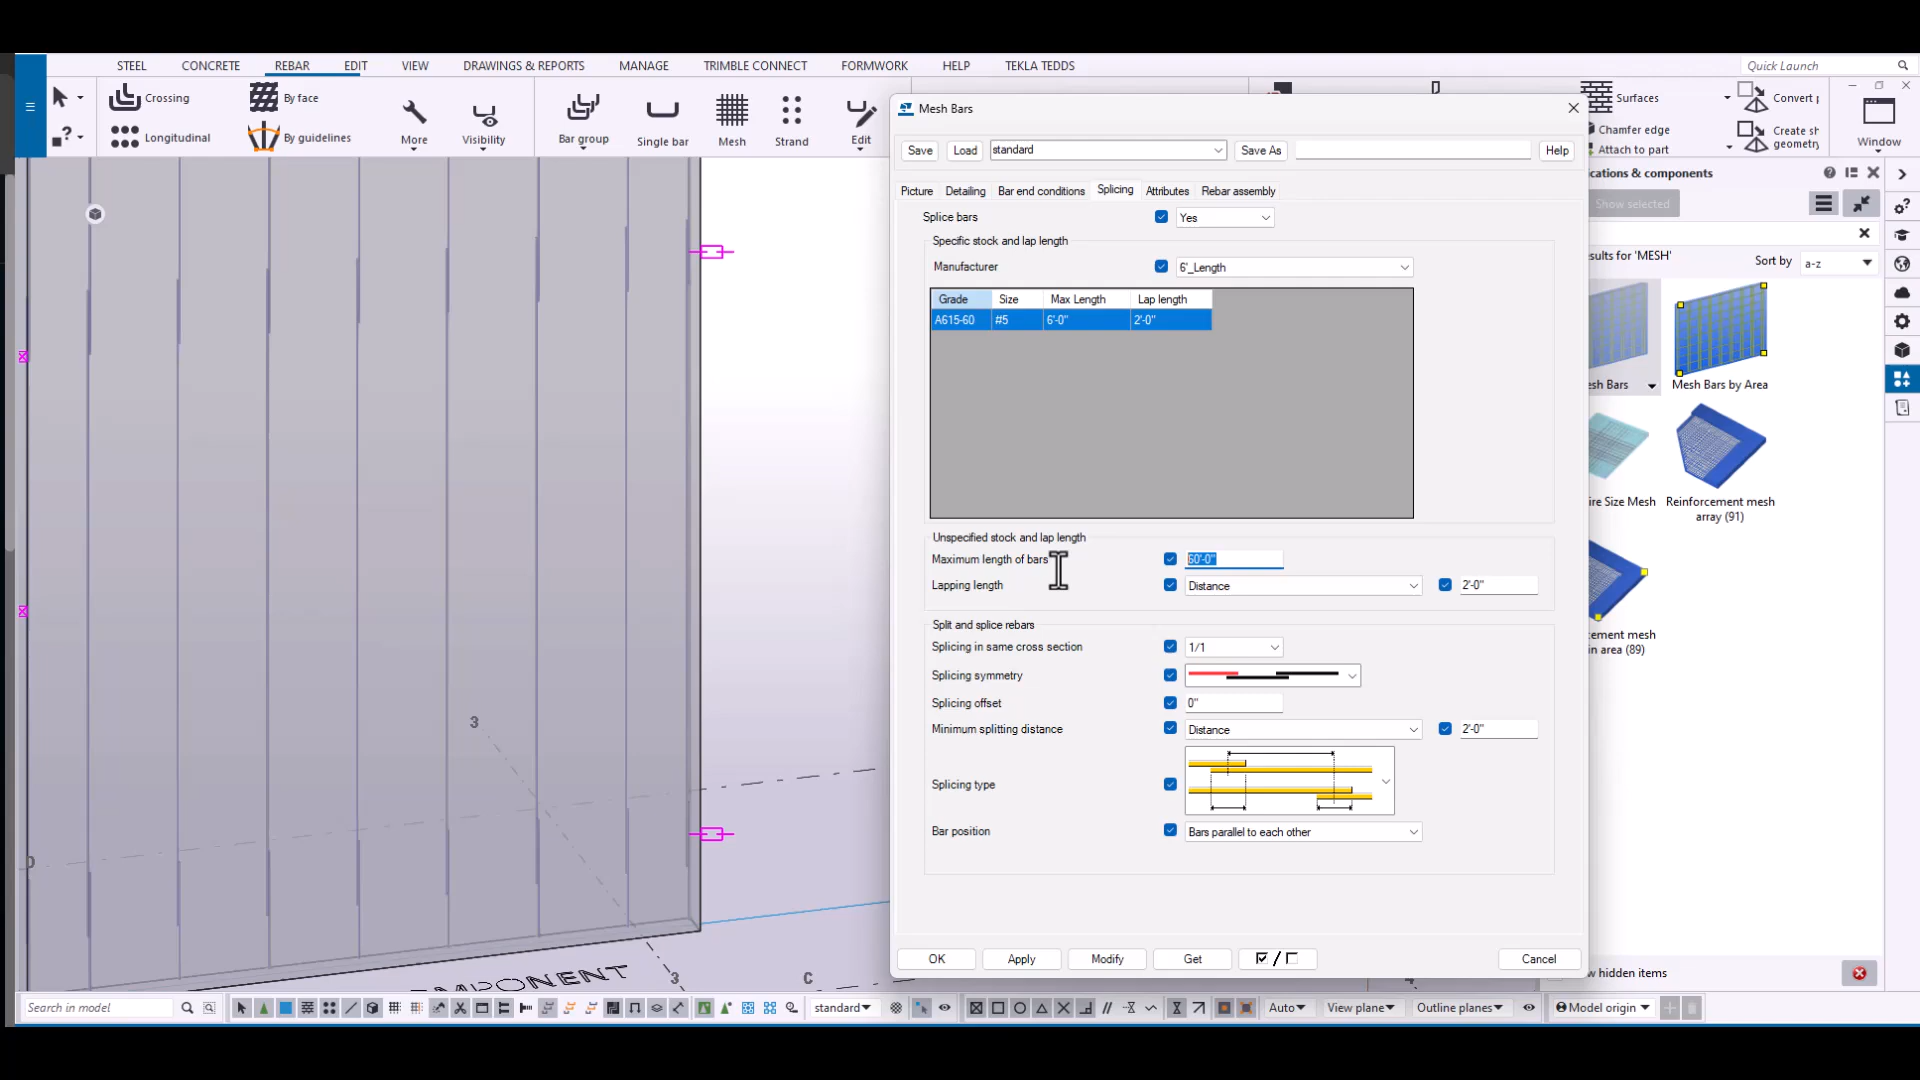 STEEL CONCRETE REBAR EDIT VIEW DRAWINGS & REPORTS MANAGE TRIMBLE CONNECT FORMWORK HELP TEKLA TEDDS Quick Launch
Crossing By face Surfaces
Longitudinal By guidelines More Visibility Bar group Single bar Mesh Strand Edit Chamfer edge Create sh
Attach to part geometry Window
Mesh Bars
Save Load standard Save As Help
Picture Detailing Bar end conditions Splicing Attributes Rebar assembly
Splice bars Yes
Specific stock and lap length
Manufacturer 6'_Length
Grade Size Max Length Lap length
A615-60 #5 6'-0" 2'-0"
Unspecified stock and lap length
Maximum length of bars 60'-0"
Lapping length Distance 2'-0"
Split and splice rebars
Splicing in same cross section 1/1
Splicing symmetry
Splicing offset 0"
Minimum splitting distance Distance 2'-0"
Splicing type
Bar position Bars parallel to each other
OK Apply Modify Get / Cancel
cations & components
Show selected
sults for 'MESH' Sort by a-z
esh Bars Mesh Bars by Area
ire Size Mesh Reinforcement mesh
array (91)
cement mesh
in area (89)
w hidden items
3
MPONENT 3 C
Search in model standard Auto View plane Outline planes Model origin